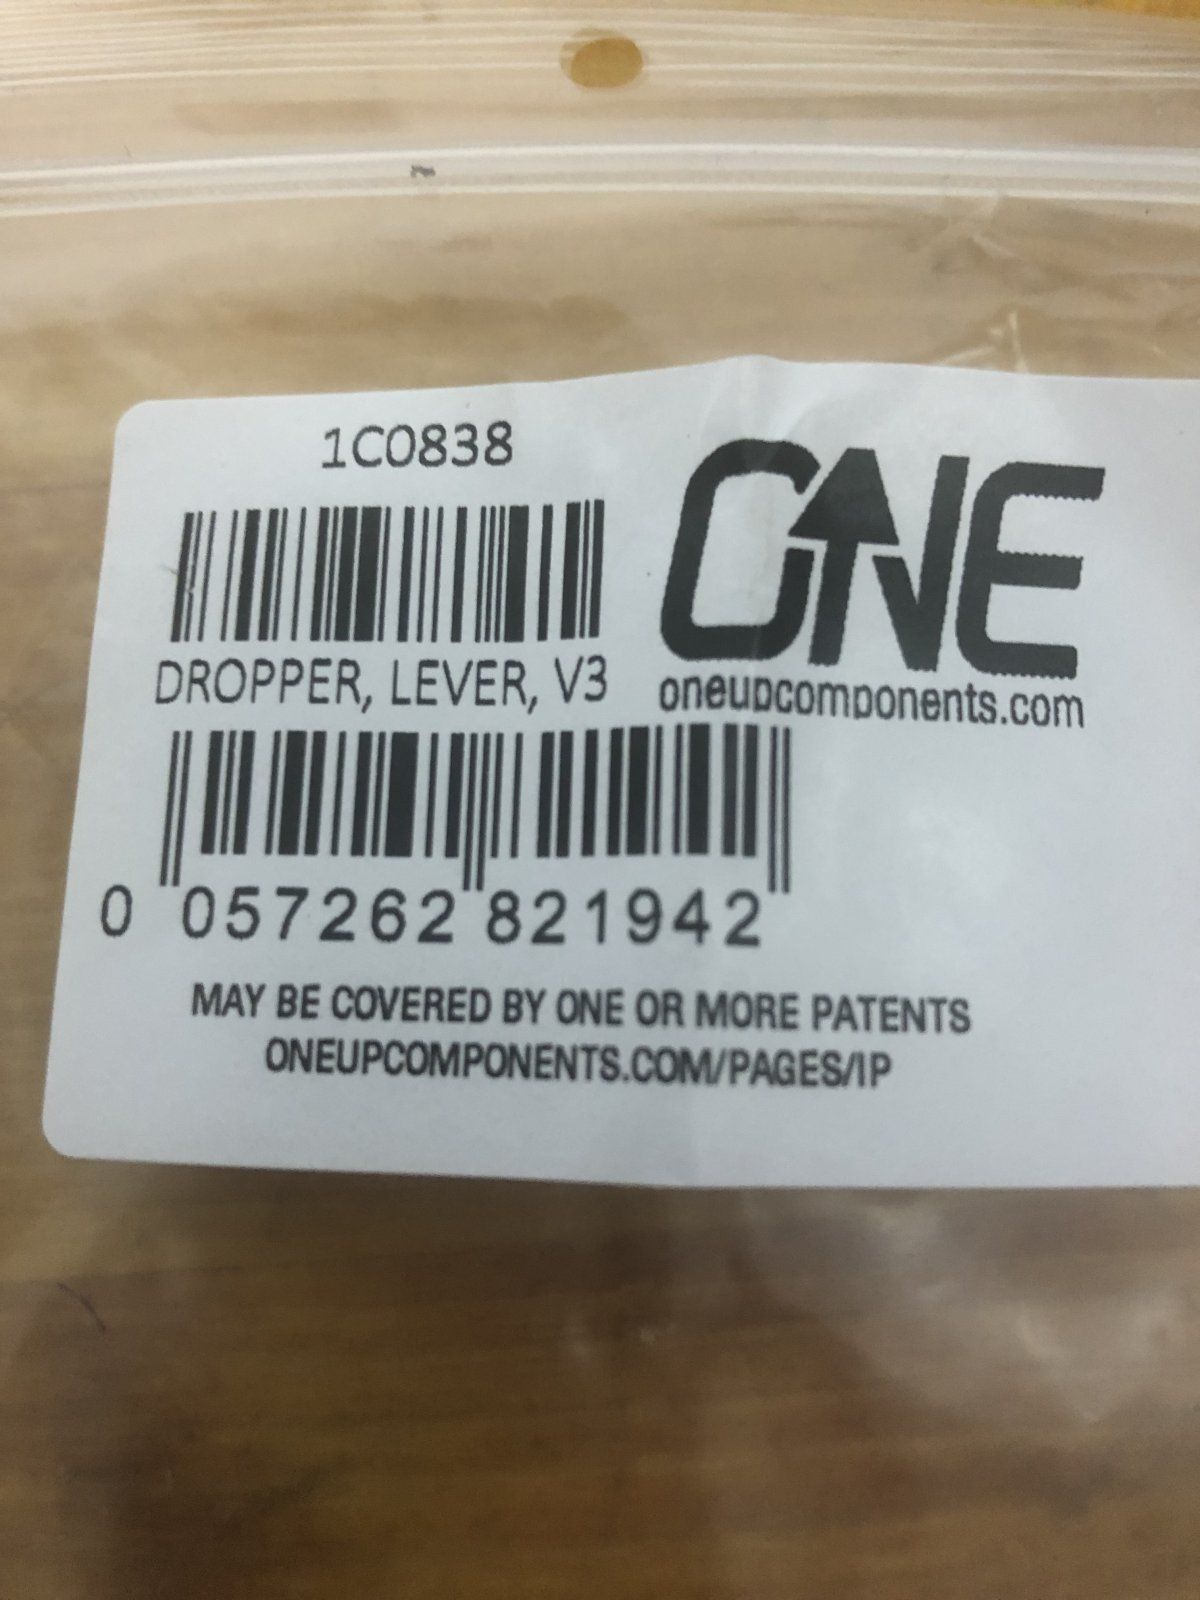 1C0838
ONE
DROPPER, LEVER, V3
oneupcomponents.com
0 057262 821942
MAY BE COVERED BY ONE OR MORE PATENTS
ONEUPCOMPONENTS.COM/PAGES/IP